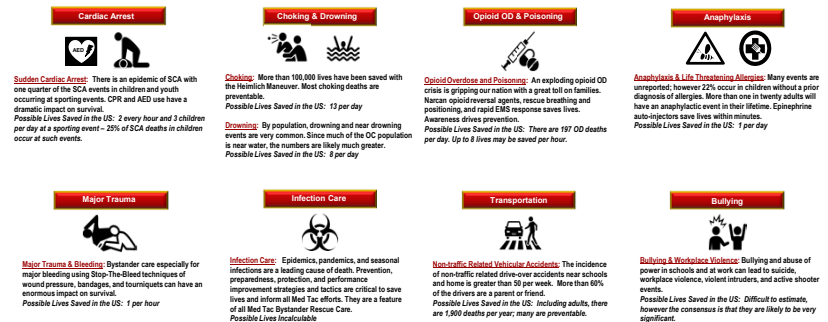 Cardiac Arrest
AED
Sudden Cardiac Arrest: There is an epidemic of SCA with
one quarter of the SCA events in children and youth
occurring at sporting events. CPR and AED use have a
dramatic impact on survival.
Possible Lives Saved in the US: 2 every hour and 3 children
per day at a sporting event – 25% of SCA deaths in children
occur at such events.
Choking & Drowning
Choking: More than 100,000 lives have been saved with
the Heimlich Maneuver. Most choking deaths are
preventable.
Possible Lives Saved in the US: 13 per day
Drowning: By population, drowning and near drowning
events are very common. Since much of the OC population
is near water, the numbers are likely much greater.
Possible Lives Saved in the US: 8 per day
Opioid OD & Poisoning
Opioid Overdose and Poisoning: An exploding opioid OD
crisis is gripping our nation with a great toll on families.
Narcan opioid reversal agents, rescue breathing and
positioning, and rapid EMS response saves lives.
Awareness drives prevention.
Possible Lives Saved in the US: There are 197 OD deaths
per day. Up to 8 lives may be saved per hour.
Anaphylaxis
Anaphylaxis & Life Threatening Allergies: Many events are
unreported; however 22% occur in children without a prior
diagnosis of allergies. More than one in twenty adults will
have an anaphylactic event in their lifetime. Epinephrine
auto-injectors save lives within minutes.
Possible Lives Saved in the US: 1 per day
Major Trauma
Major Trauma & Bleeding: Bystander care especially for
major bleeding using Stop-The-Bleed techniques of
wound pressure, bandages, and tourniquets can have an
enormous impact on survival.
Possible Lives Saved in the US: 1 per hour
Infection Care
Infection Care: Epidemics, pandemics, and seasonal
infections are a leading cause of death. Prevention,
preparedness, protection, and performance
improvement strategies and tactics are critical to save
lives and inform all Med Tac efforts. They are a feature
of all Med Tac Bystander Rescue Care.
Possible Lives Incalculable
Transportation
Non-traffic Related Vehicular Accidents: The incidence
of non-traffic related drive-over accidents near schools
and home is greater than 50 per week. More than 60%
of the drivers are a parent or friend.
Possible Lives Saved in the US: Including adults, there
are 1,900 deaths per year; many are preventable.
Bullying
Bullying & Workplace Violence: Bullying and abuse of
power in schools and at work can lead to suicide,
workplace violence, violent intruders, and active shooter
events.
Possible Lives Saved in the US: Difficult to estimate,
however the consensus is that they are likely to be very
significant.